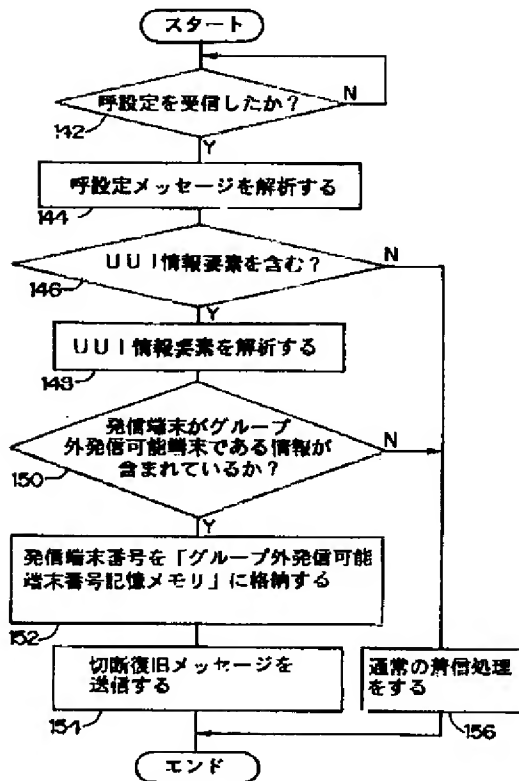 スタート
呼設定を受信したか?
N
142
Y
呼設定メッセージを解析する
144
UUI情報要素を含む?
N
146
Y
UUI情報要素を解析する
148
発信端末がグループ
外発信可能端末である情報が
含まれているか?
N
150
Y
発信端末番号を「グループ外発信可能
端末番号記憶メモリ」に格納する
152
切断復旧メッセージを
送信する
154
通常の着信処理
をする
156
エンド